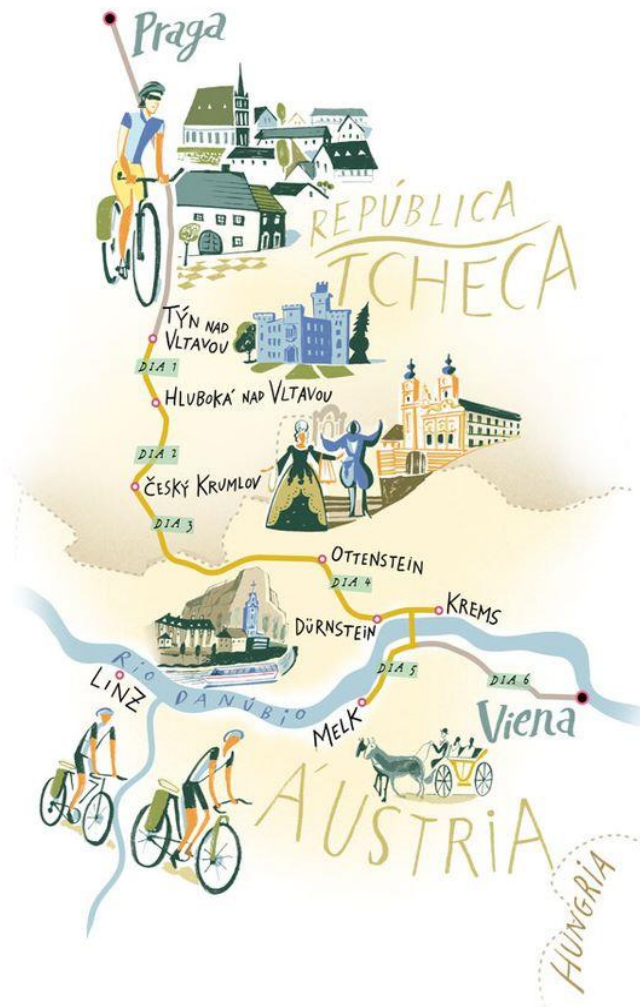 Praga
REPÚBLICA
TCHECA
TÝN NAD
VLTAVOU
DIA 1
HLUBOKÁ NAD VLTAVOU
DIA 2
ČESKÝ KRUMLOV
DIA 3
OTTENSTEIN
DIA 4
KREMS
DÜRNSTEIN
DIA 5
DIA 6
RIO DANÚBIO
LINZ
MELK
Viena
ÁUSTRIA
HUNGRIA